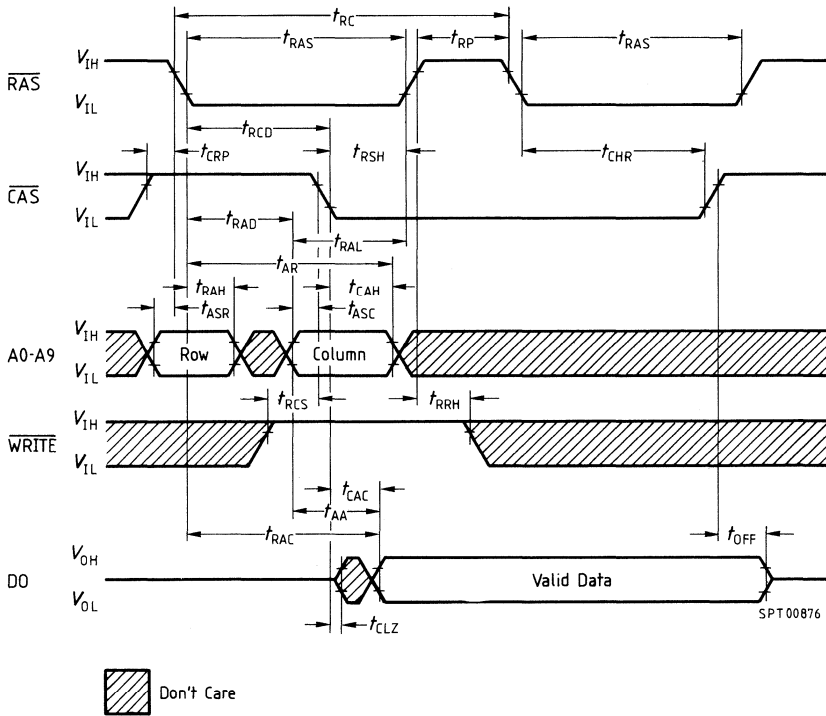 tRC
tRAS
tRP
tRAS
VIH
RAS
VIL
tRCD
tCRP
tRSH
tCHR
VIH
CAS
VIL
tRAD
tRAL
tAR
tRAH
tCAH
tASR
tASC
VIH
A0-A9
Row
Column
VIL
tRCS
tRRH
VIH
WRITE
VIL
tCAC
tAA
tRAC
tOFF
VOH
DO
Valid Data
VOL
SPT00876
tCLZ
Don't Care